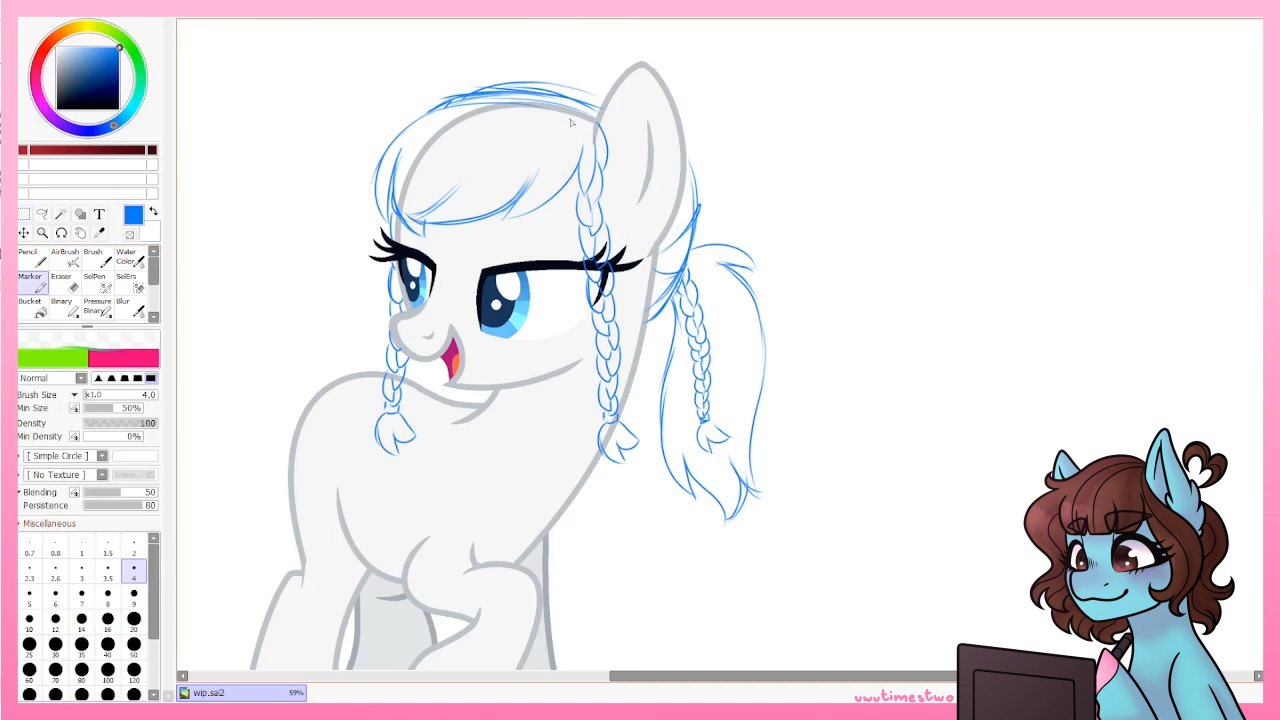 T
Pencil AirBrush Brush Water Color
Marker Eraser SelPen SelErs
Bucket Binary Pressure Binary Blur
Normal
Brush Size x1.0 4.0
Min Size 50%
Density 100
Min Density 0%
[ Simple Circle ]
[ No Texture ]
Blending 50
Persistence 80
Miscellaneous
0.7 0.8 1 1.5 2
2.3 2.6 3 3.5 4
5 6 7 8 9
10 12 14 16 20
25 30 35 40 50
60 70 80 100 120
wip.sai2 59%
uwutimestwo